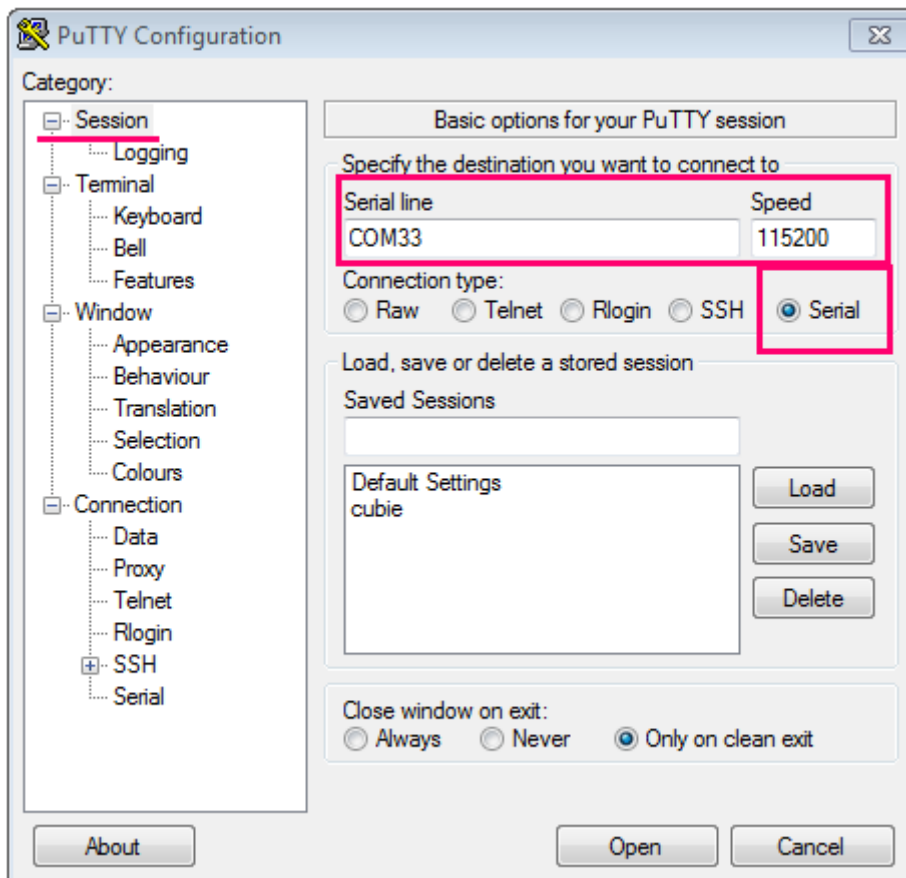 PuTTY Configuration
Category:
Session
Logging
Terminal
Keyboard
Bell
Features
Window
Appearance
Behaviour
Translation
Selection
Colours
Connection
Data
Proxy
Telnet
Rlogin
SSH
Serial
Basic options for your PuTTY session
Specify the destination you want to connect to
Serial line Speed
COM33 115200
Connection type:
Raw Telnet Rlogin SSH Serial
Load, save or delete a stored session
Saved Sessions
Default Settings
cubie
Load
Save
Delete
Close window on exit:
Always Never Only on clean exit
About Open Cancel